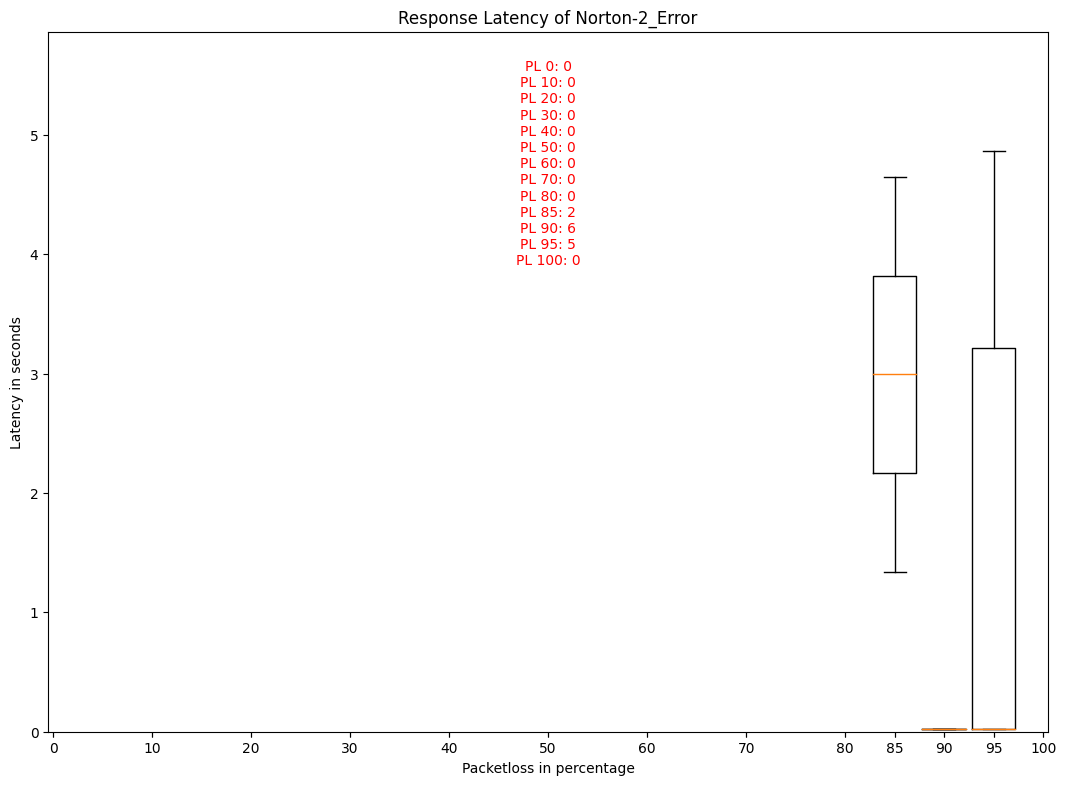 Response Latency of Norton-2_Error
PL 0: 0
PL 10: 0
PL 20: 0
PL 30: 0
PL 40: 0
PL 50: 0
PL 60: 0
PL 70: 0
PL 80: 0
PL 85: 2
PL 90: 6
PL 95: 5
PL 100: 0
Latency in seconds
5
4
3
2
1
0
0 10 20 30 40 50 60 70 80 85 90 95 100
Packetloss in percentage